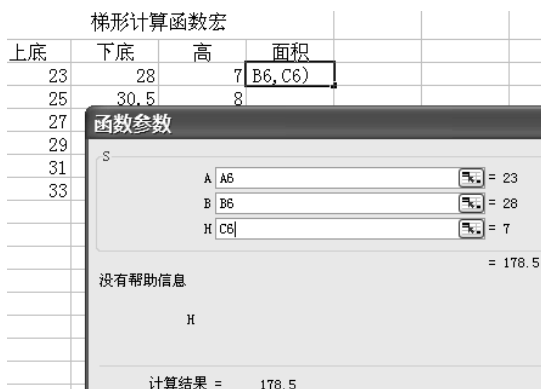 梯形计算函数宏
上底 下底 高 面积
23 28 7 B6,C6)
25 30.5 8
27
29
31
33
函数参数
S
A A6 = 23
B B6 = 28
H C6 = 7
= 178.5
没有帮助信息
H
计算结果 = 178.5